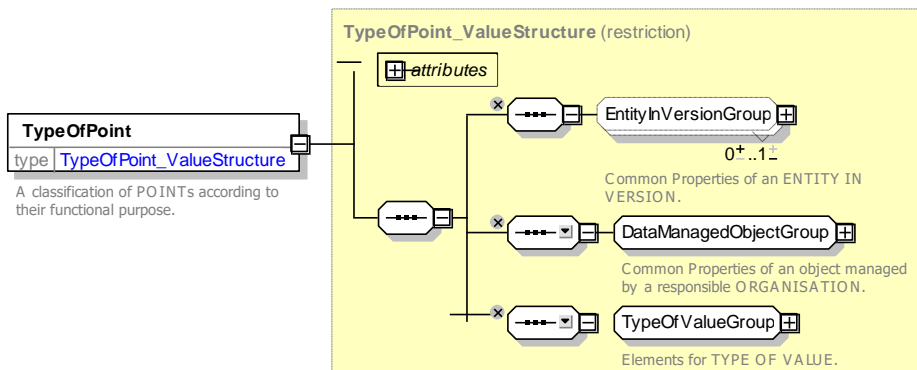 TypeOfPoint_ValueStructure (restriction)
attributes
TypeOfPoint
type TypeOfPoint_ValueStructure
A classification of POINTs according to
their functional purpose.
EntityInVersionGroup
0..1
Common Properties of an ENTITY IN
VERSION.
DataManagedObjectGroup
Common Properties of an object managed
by a responsible ORGANISATION.
TypeOfValueGroup
Elements for TYPE OF VALUE.